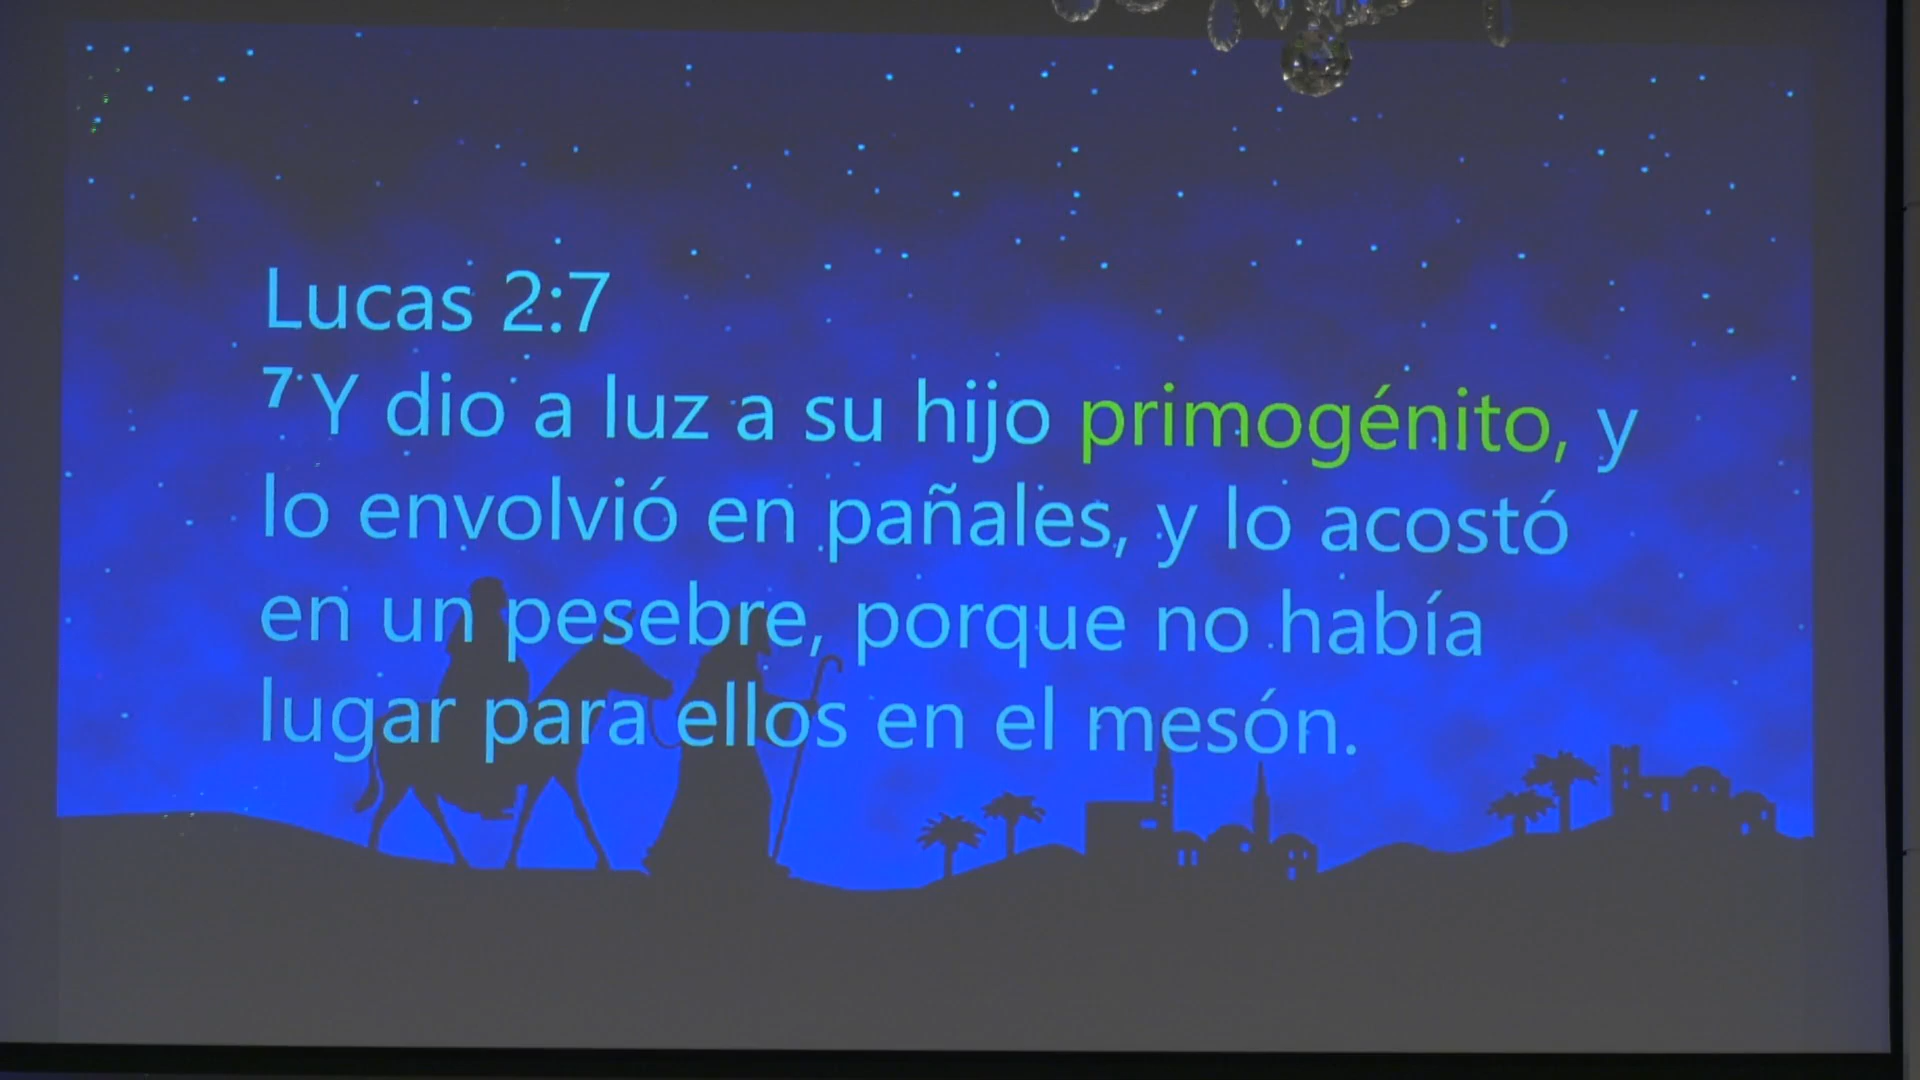 Lucas 2:7
7 Y dio a luz a su hijo primogénito, y
lo envolvió en pañales, y lo acostó
en un pesebre, porque no había
lugar para ellos en el mesón.